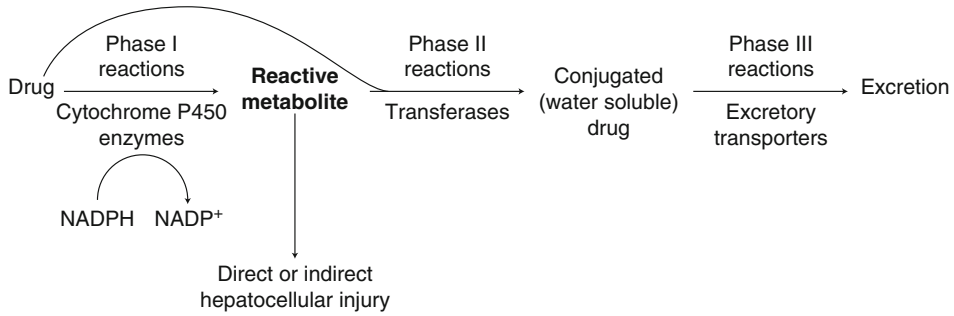 Drug
Phase I
reactions
Cytochrome P450
enzymes
NADPH NADP+
Reactive
metabolite
Direct or indirect
hepatocellular injury
Phase II
reactions
Transferases
Conjugated
(water soluble)
drug
Phase III
reactions
Excretory
transporters
Excretion